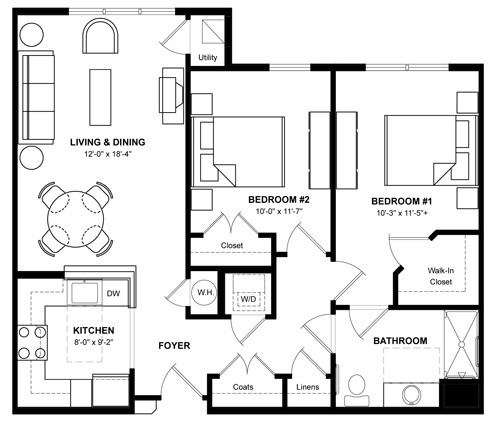 Utility
LIVING & DINING
12'-0" x 18'-4"
BEDROOM #2
10'-0" x 11'-7"
BEDROOM #1
10'-3" x 11'-5"+
Closet
Walk-In
Closet
DW
W.H.
W/D
KITCHEN
8'-0" x 9'-2"
FOYER
BATHROOM
Coats
Linens